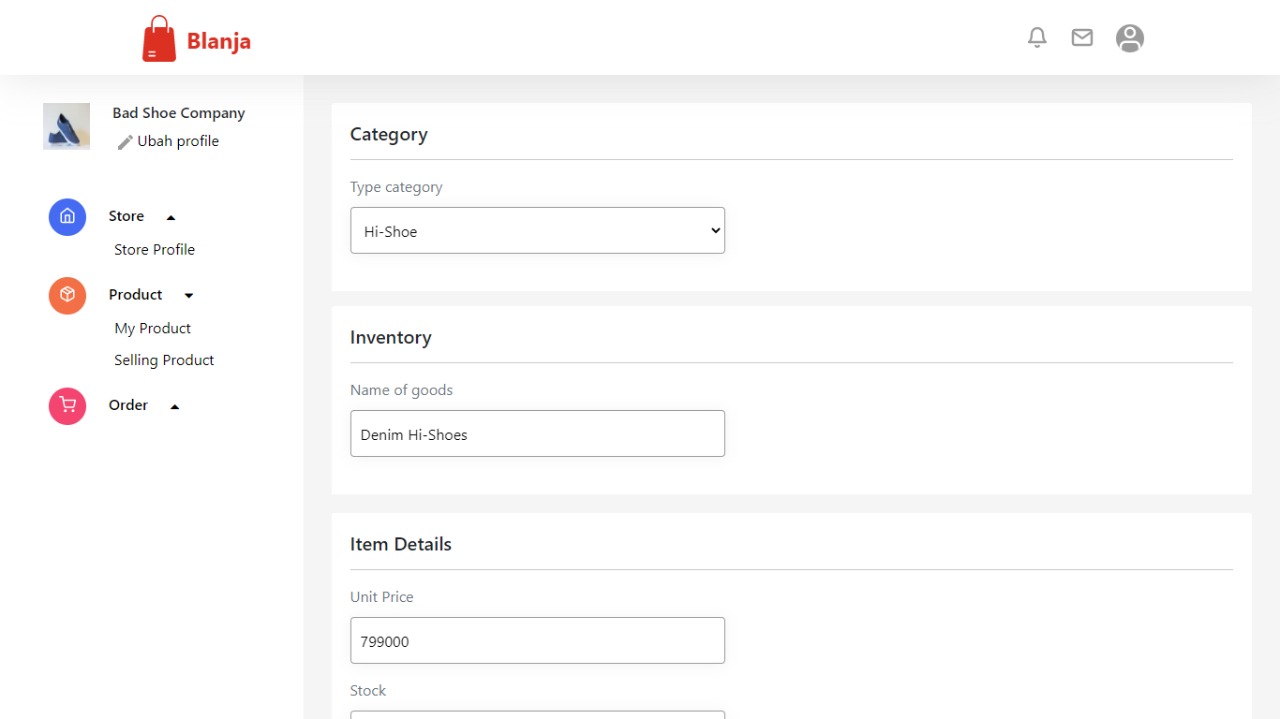 Blanja
Bad Shoe Company
Ubah profile
Store
Store Profile
Product
My Product
Selling Product
Order
Category
Type category
Hi-Shoe
Inventory
Name of goods
Denim Hi-Shoes
Item Details
Unit Price
799000
Stock